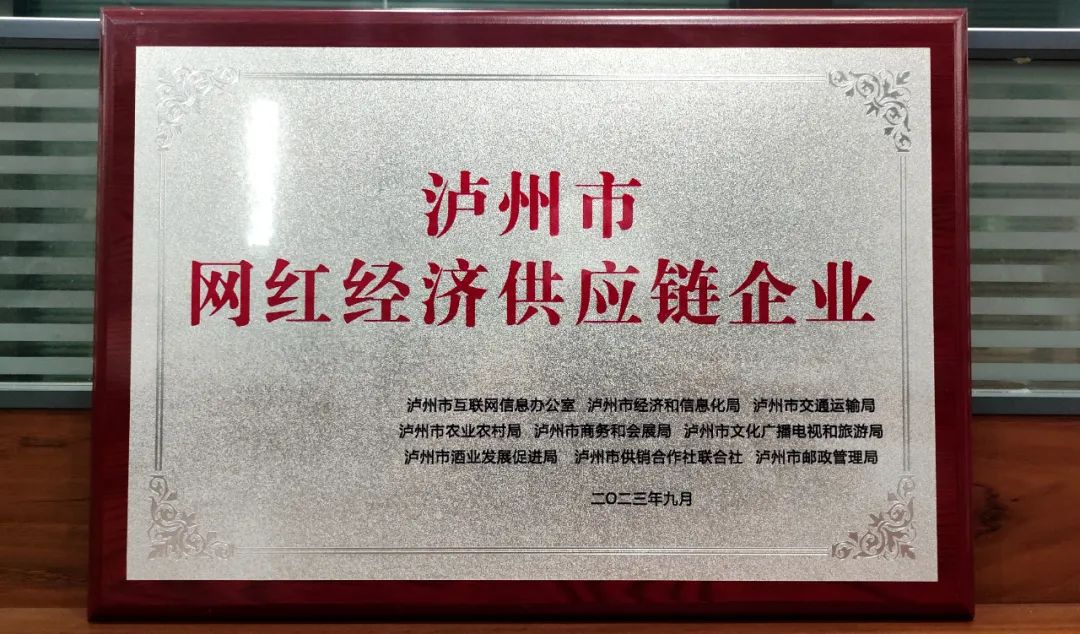 泸州市
网红经济供应链企业
泸州市互联网信息办公室 泸州市经济和信息化局 泸州市交通运输局
泸州市农业农村局 泸州市商务和会展局 泸州市文化广播电视和旅游局
泸州市酒业发展促进局 泸州市供销合作社联合社 泸州市邮政管理局
二〇二三年九月